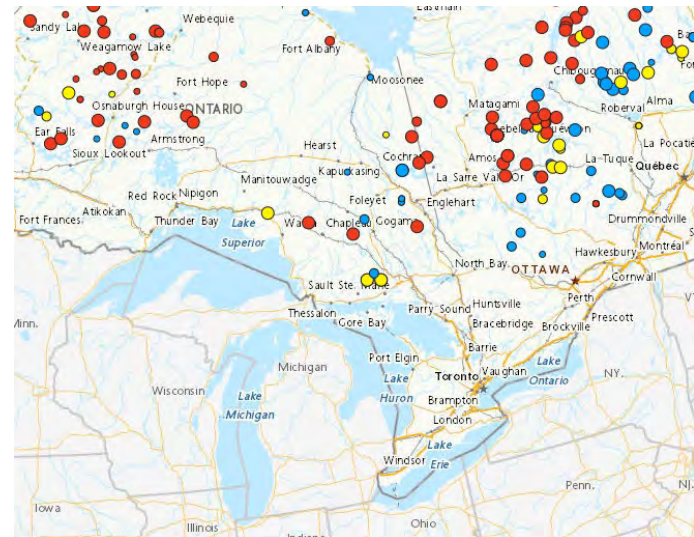 Eastmain
Webequie
Sandy Lake
Weagamow Lake
Fort Albany
Moosonee
Chibougamau
Fort Hope
ONTARIO
Osnaburgh House
Matagami
Roberval
Alma
Lebel-
Quevillon
Ear Falls
Armstrong
Sioux Lookout
Hearst
Cochrane
Amos
La-Tuque
La Pocatière
Québec
Manitouwadge
Kapuskasing
La Sarre
Val-D'Or
Red Rock
Nipigon
Foleyet
Englehart
Atikokan
Fort Frances
Thunder Bay
Lake
Superior
Wawa
Chapleau
Gogama
Drummondville
Hawkesbury
Montréal
North Bay
OTTAWA
Cornwall
Sault Ste. Marie
Thessalon
Gore Bay
Parry Sound
Huntsville
Perth
Prescott
Minn.
Bracebridge
Brockville
Barrie
Port Elgin
Michigan
Vaughan
Toronto
Lake
Ontario
NY.
Wisconsin
Lake
Michigan
Lake
Huron
Brampton
London
Windsor
Lake
Erie
Iowa
Penn.
NJ.
Illinois
Indiana
Ohio